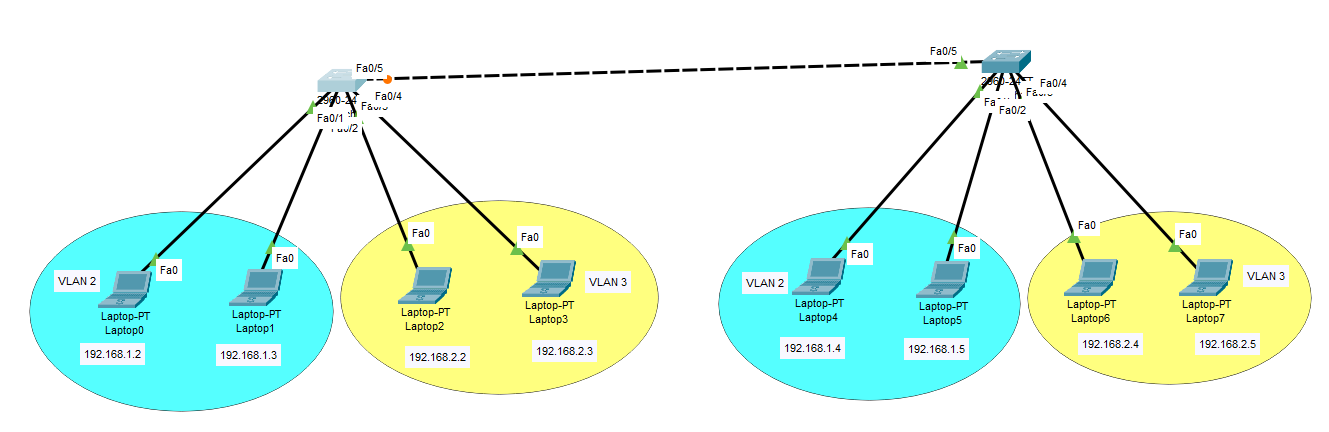 Fa0/5
Fa0/5
2960-24
Fa0/4
Fa0/1
Fa0/2
2960-24
Fa0/4
Fa0/2
VLAN 2
Fa0
Laptop-PT
Laptop0
192.168.1.2
Fa0
Laptop-PT
Laptop1
192.168.1.3
Fa0
Laptop-PT
Laptop2
192.168.2.2
Fa0
VLAN 3
Laptop-PT
Laptop3
192.168.2.3
VLAN 2
Fa0
Laptop-PT
Laptop4
192.168.1.4
Fa0
Laptop-PT
Laptop5
192.168.1.5
Fa0
Laptop-PT
Laptop6
192.168.2.4
Fa0
VLAN 3
Laptop-PT
Laptop7
192.168.2.5